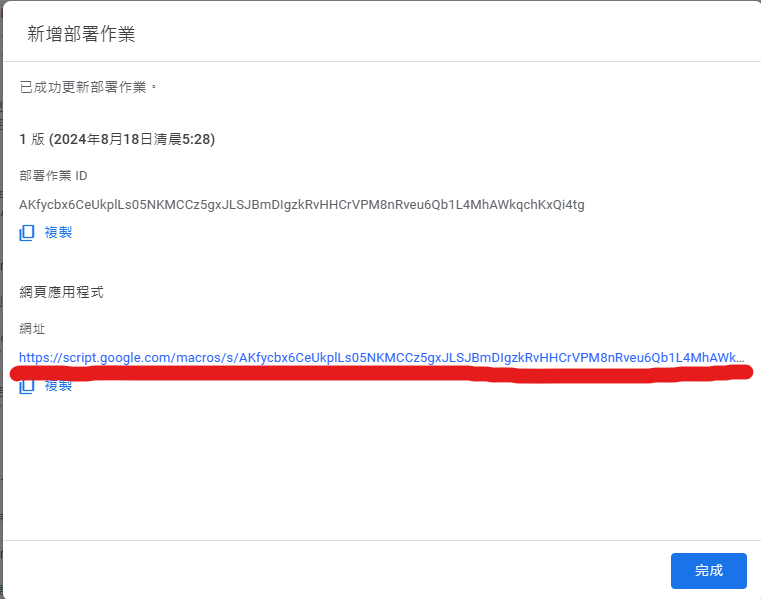 新增部署作業
已成功更新部署作業。
1 版 (2024年8月18日清晨5:28)
部署作業 ID
AKfycbx6CeUkplLs05NKMCCz5gxJLSJBmDIgzkRvHHCrVPM8nRveu6Qb1L4MhAWkqchKxQi4tg
複製
網頁應用程式
網址
https://script.google.com/macros/s/AKfycbx6CeUkplLs05NKMCCz5gxJLSJBmDIgzkRvHHCrVPM8nRveu6Qb1L4MhAWk...
複製
完成